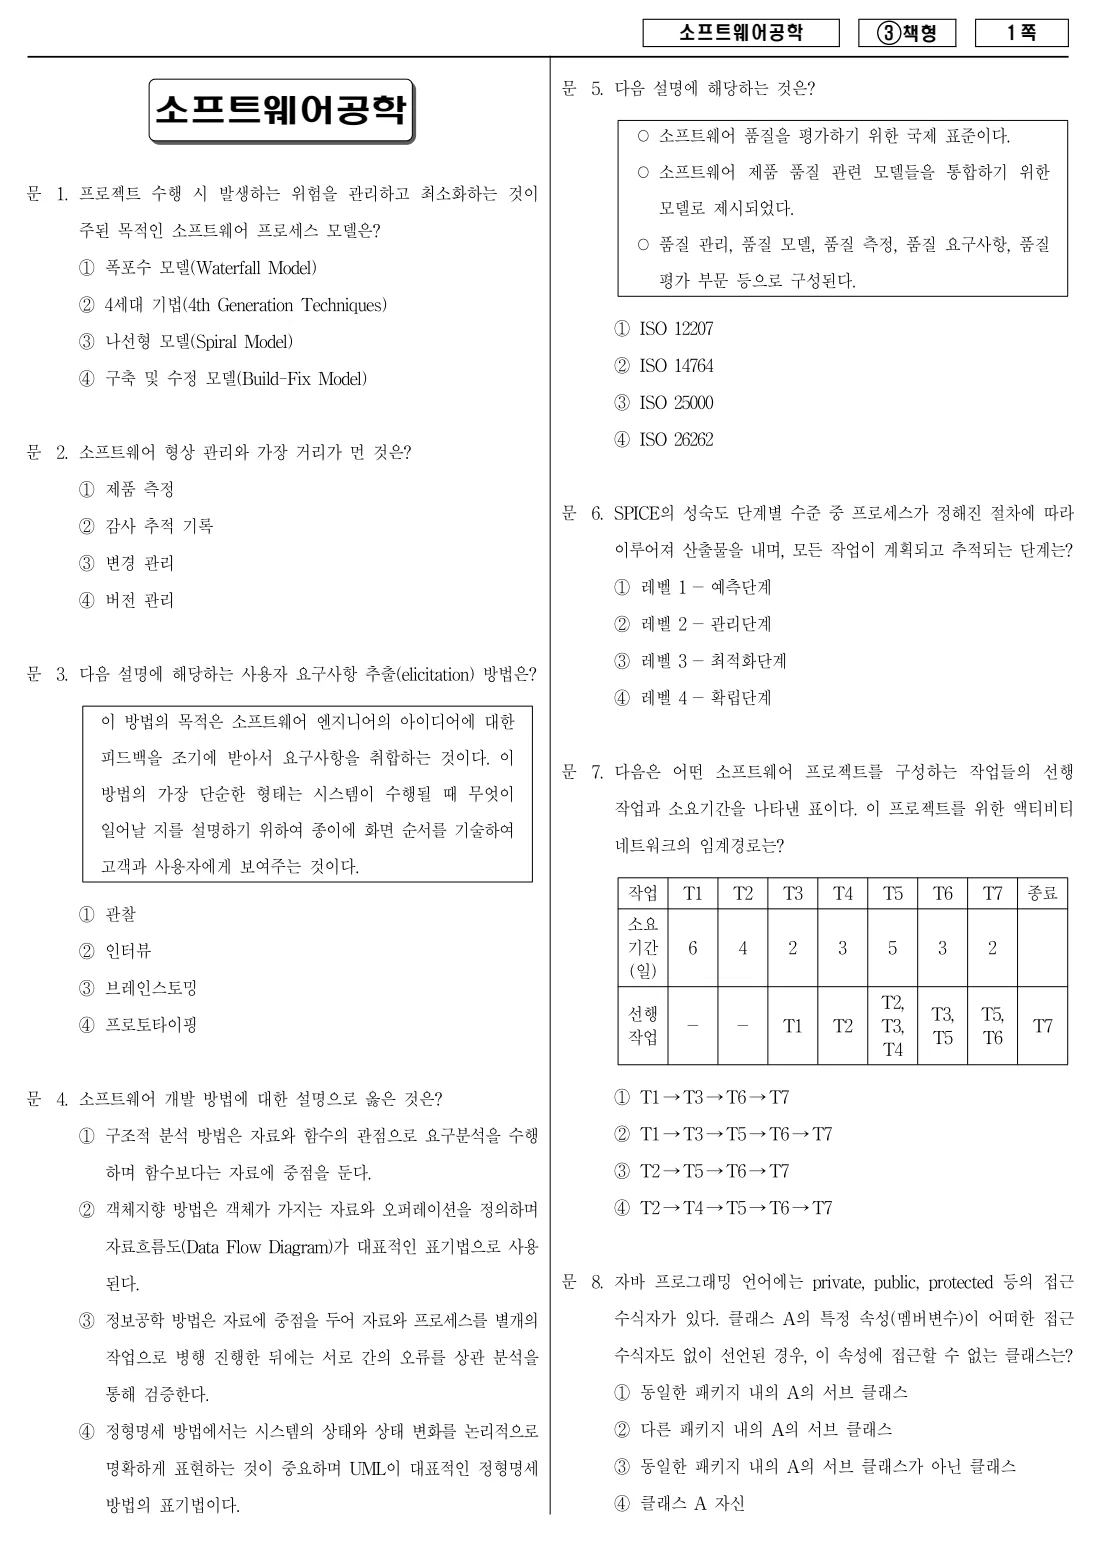 소프트웨어공학 ③책형 1쪽
소프트웨어공학
문 1. 프로젝트 수행 시 발생하는 위험을 관리하고 최소화하는 것이
주된 목적인 소프트웨어 프로세스 모델은?
① 폭포수 모델(Waterfall Model)
② 4세대 기법(4th Generation Techniques)
③ 나선형 모델(Spiral Model)
④ 구축 및 수정 모델(Build-Fix Model)
문 2. 소프트웨어 형상 관리와 가장 거리가 먼 것은?
① 제품 측정
② 감사 추적 기록
③ 변경 관리
④ 버전 관리
문 3. 다음 설명에 해당하는 사용자 요구사항 추출(elicitation) 방법은?
이 방법의 목적은 소프트웨어 엔지니어의 아이디어에 대한
피드백을 조기에 받아서 요구사항을 취합하는 것이다. 이
방법의 가장 단순한 형태는 시스템이 수행될 때 무엇이
일어날 지를 설명하기 위하여 종이에 화면 순서를 기술하여
고객과 사용자에게 보여주는 것이다.
① 관찰
② 인터뷰
③ 브레인스토밍
④ 프로토타이핑
문 4. 소프트웨어 개발 방법에 대한 설명으로 옳은 것은?
① 구조적 분석 방법은 자료와 함수의 관점으로 요구분석을 수행
하며 함수보다는 자료에 중점을 둔다.
② 객체지향 방법은 객체가 가지는 자료와 오퍼레이션을 정의하며
자료흐름도(Data Flow Diagram)가 대표적인 표기법으로 사용
된다.
③ 정보공학 방법은 자료에 중점을 두어 자료와 프로세스를 별개의
작업으로 병행 진행한 뒤에는 서로 간의 오류를 상관 분석을
통해 검증한다.
④ 정형명세 방법에서는 시스템의 상태와 상태 변화를 논리적으로
명확하게 표현하는 것이 중요하며 UML이 대표적인 정형명세
방법의 표기법이다.
문 5. 다음 설명에 해당하는 것은?
○ 소프트웨어 품질을 평가하기 위한 국제 표준이다.
○ 소프트웨어 제품 품질 관련 모델들을 통합하기 위한
모델로 제시되었다.
○ 품질 관리, 품질 모델, 품질 측정, 품질 요구사항, 품질
평가 부문 등으로 구성된다.
① ISO 12207
② ISO 14764
③ ISO 25000
④ ISO 26262
문 6. SPICE의 성숙도 단계별 수준 중 프로세스가 정해진 절차에 따라
이루어져 산출물을 내며, 모든 작업이 계획되고 추적되는 단계는?
① 레벨 1 – 예측단계
② 레벨 2 – 관리단계
③ 레벨 3 – 최적화단계
④ 레벨 4 – 확립단계
문 7. 다음은 어떤 소프트웨어 프로젝트를 구성하는 작업들의 선행
작업과 소요기간을 나타낸 표이다. 이 프로젝트를 위한 액티비티
네트워크의 임계경로는?
작업 T1 T2 T3 T4 T5 T6 T7 종료
소요
기간 6 4 2 3 5 3 2
(일)
T2,
선행 T3, T5,
– – T1 T2 T3, T7
작업 T5 T6
T4
① T1→T3→T6→T7
② T1→T3→T5→T6→T7
③ T2→T5→T6→T7
④ T2→T4→T5→T6→T7
문 8. 자바 프로그래밍 언어에는 private, public, protected 등의 접근
수식자가 있다. 클래스 A의 특정 속성(멤버변수)이 어떠한 접근
수식자도 없이 선언된 경우, 이 속성에 접근할 수 없는 클래스는?
① 동일한 패키지 내의 A의 서브 클래스
② 다른 패키지 내의 A의 서브 클래스
③ 동일한 패키지 내의 A의 서브 클래스가 아닌 클래스
④ 클래스 A 자신